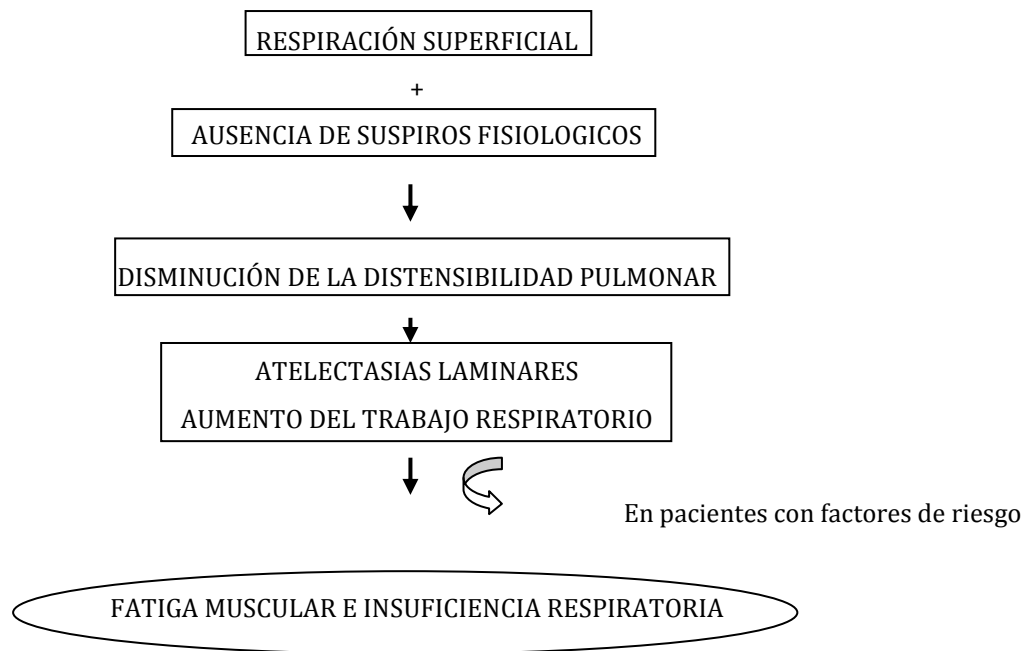 RESPIRACIÓN SUPERFICIAL
+
AUSENCIA DE SUSPIROS FISIOLOGICOS
DISMINUCIÓN DE LA DISTENSIBILIDAD PULMONAR
ATELECTASIAS LAMINARES
AUMENTO DEL TRABAJO RESPIRATORIO
En pacientes con factores de riesgo
FATIGA MUSCULAR E INSUFICIENCIA RESPIRATORIA